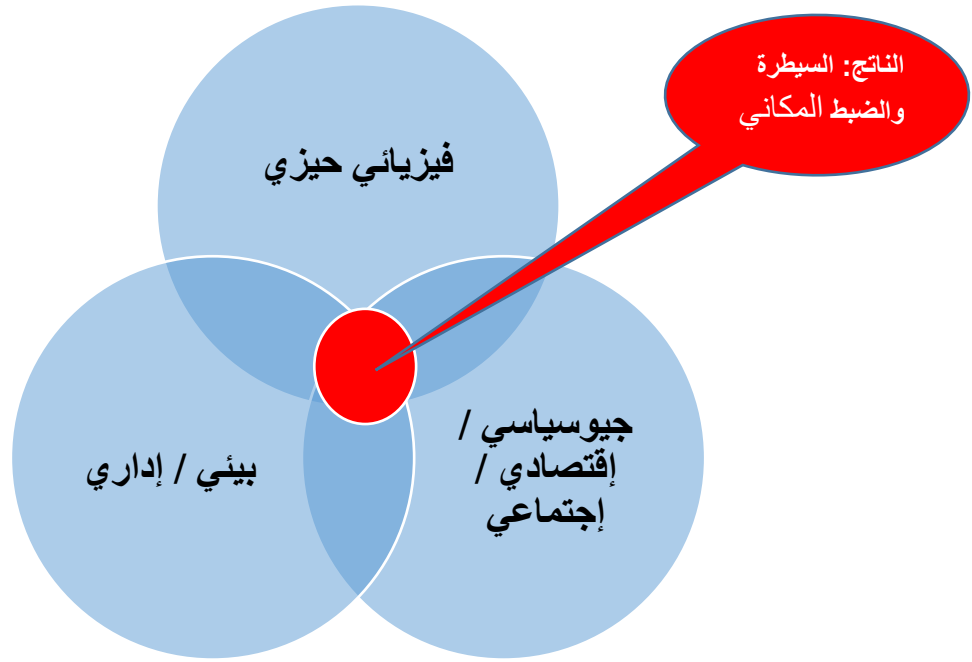 الناتج: السيطرة
والضبط المكاني
فيزيائي حيزي
جيوسياسي /
إقتصادي /
إجتماعي
بيئي / إداري